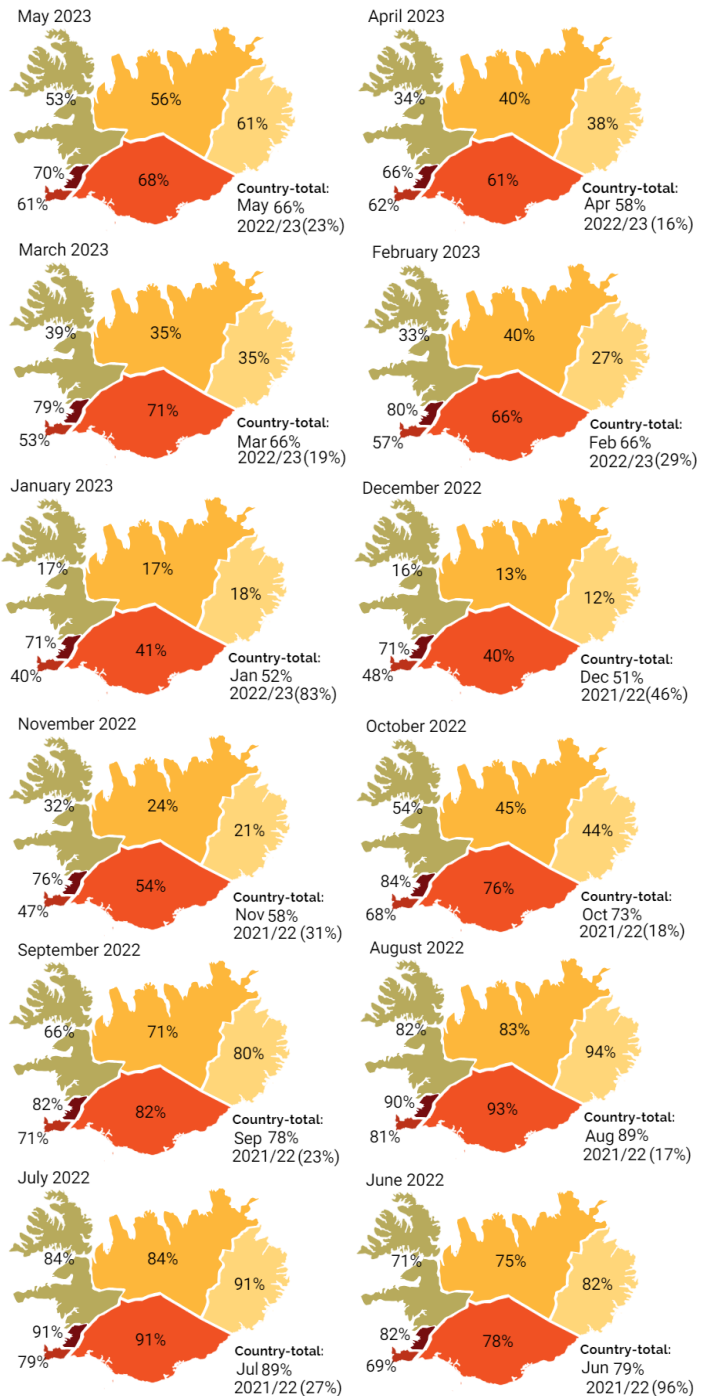 May 2023
53%
56%
61%
70%
61%
68%
Country-total:
May 66%
2022/23(23%)
April 2023
34%
40%
38%
66%
62%
61%
Country-total:
Apr 58%
2022/23(16%)
March 2023
39%
35%
35%
79%
53%
71%
Country-total:
Mar 66%
2022/23(19%)
February 2023
33%
40%
27%
80%
57%
66%
Country-total:
Feb 66%
2022/23(29%)
January 2023
17%
17%
18%
71%
40%
41%
Country-total:
Jan 52%
2022/23(83%)
December 2022
16%
13%
12%
71%
48%
40%
Country-total:
Dec 51%
2021/22(46%)
November 2022
32%
24%
21%
76%
47%
54%
Country-total:
Nov 58%
2021/22 (31%)
October 2022
54%
45%
44%
84%
68%
76%
Country-total:
Oct 73%
2021/22(18%)
September 2022
66%
71%
80%
82%
71%
82%
Country-total:
Sep 78%
2021/22 (23%)
August 2022
82%
83%
94%
90%
81%
93%
Country-total:
Aug 89%
2021/22 (17%)
July 2022
84%
84%
91%
91%
79%
91%
Country-total:
Jul 89%
2021/22 (27%)
June 2022
71%
75%
82%
82%
69%
78%
Country-total:
Jun 79%
2021/22 (96%)